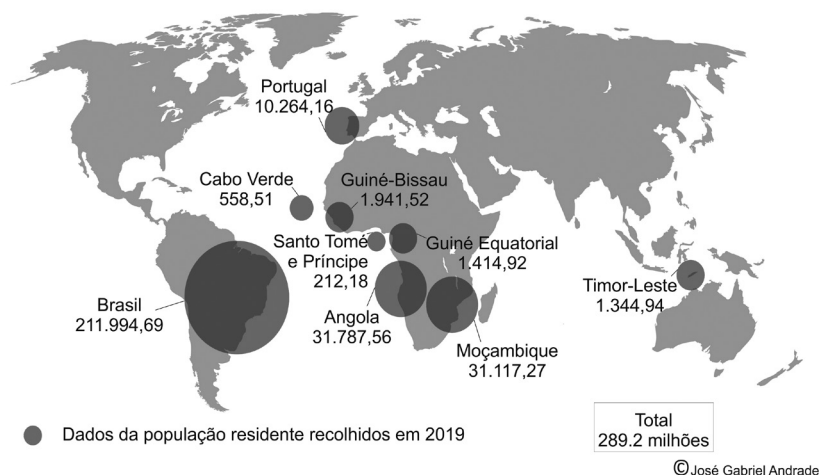 Portugal
10.264,16
Cabo Verde
558,51
Guiné-Bissau
1.941,52
Santo Tomé
e Príncipe
212,18
Guiné Equatorial
1.414,92
Timor-Leste
1.344,94
Brasil
211.994,69
Angola
31.787,56
Moçambique
31.117,27
Dados da população residente recolhidos em 2019
Total
289.2 milhões
©José Gabriel Andrade